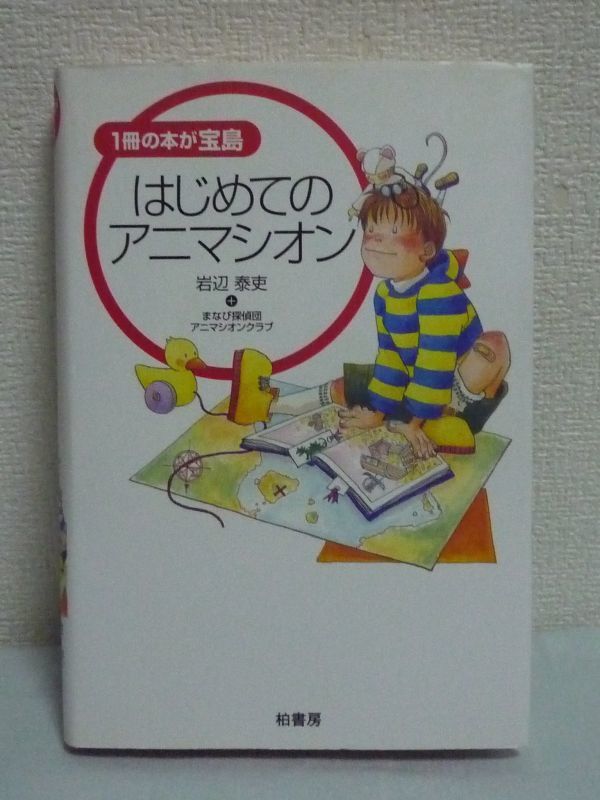 1冊の本が宝島
はじめての
アニマシオン
岩辺 泰吏
+
まなび探偵団
アニマシオンクラブ
柏書房